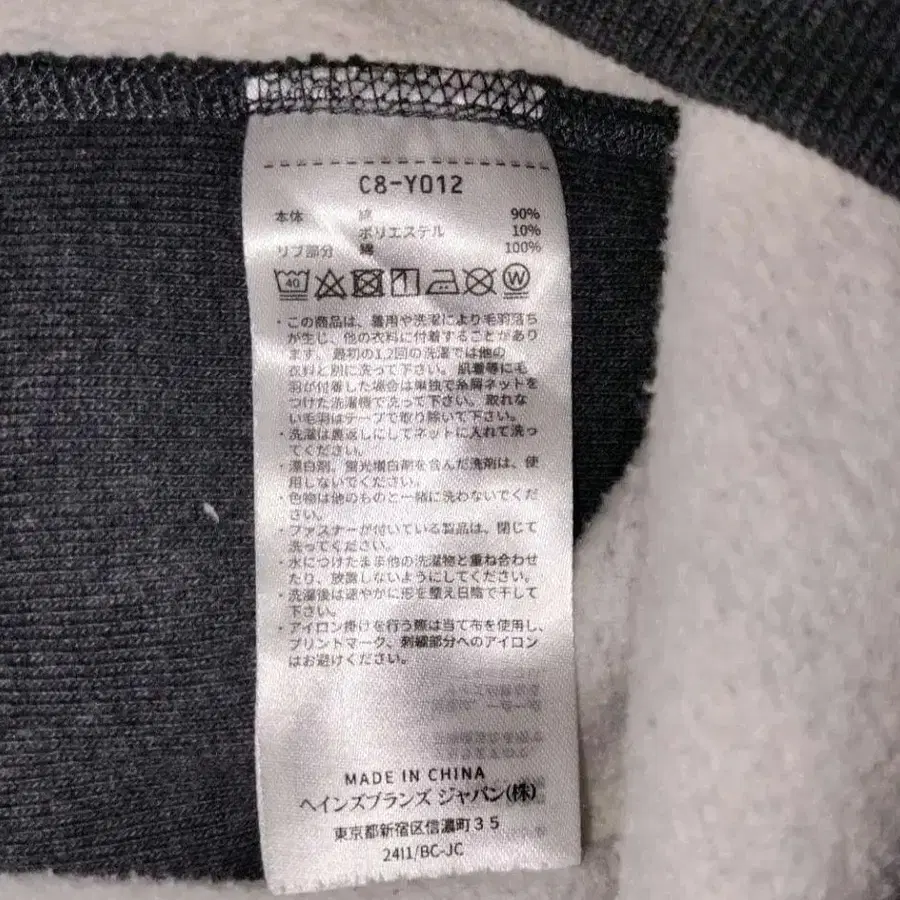 C8-Y012
本体 綿 90%
ポリエステル 10%
リブ部分 綿 100%
40 W
・この商品は、着用や洗濯により毛羽落ち
が生じ、他の衣料に付着することがあり
ます。最初の1,2回の洗濯では他の
衣料と別に洗って下さい。肌着等に毛
羽が付着した場合は単独で糸屑ネットを
つけた洗濯機で洗って下さい。取れな
い毛羽はテープで取り除いて下さい。
・洗濯は裏返しにしてネットに入れて洗っ
てください。
・漂白剤、蛍光増白剤を含んだ洗剤は、使
用しないでください。
・色物は他のものと一緒に洗わないでくだ
さい。
・ファスナーが付いている製品は、閉じて
洗ってください。
・水につけたまま他の洗濯物と重ね合わせ
たり、放置しないようにしてください。
・洗濯後は速やかに形を整え日陰で干して
下さい。
・アイロン掛けを行う際は当て布を使用し、
プリントマーク、刺繍部分へのアイロン
はお避けください。
MADE IN CHINA
ヘインズブランズ ジャパン(株)
東京都新宿区信濃町35
2411/BC-JC